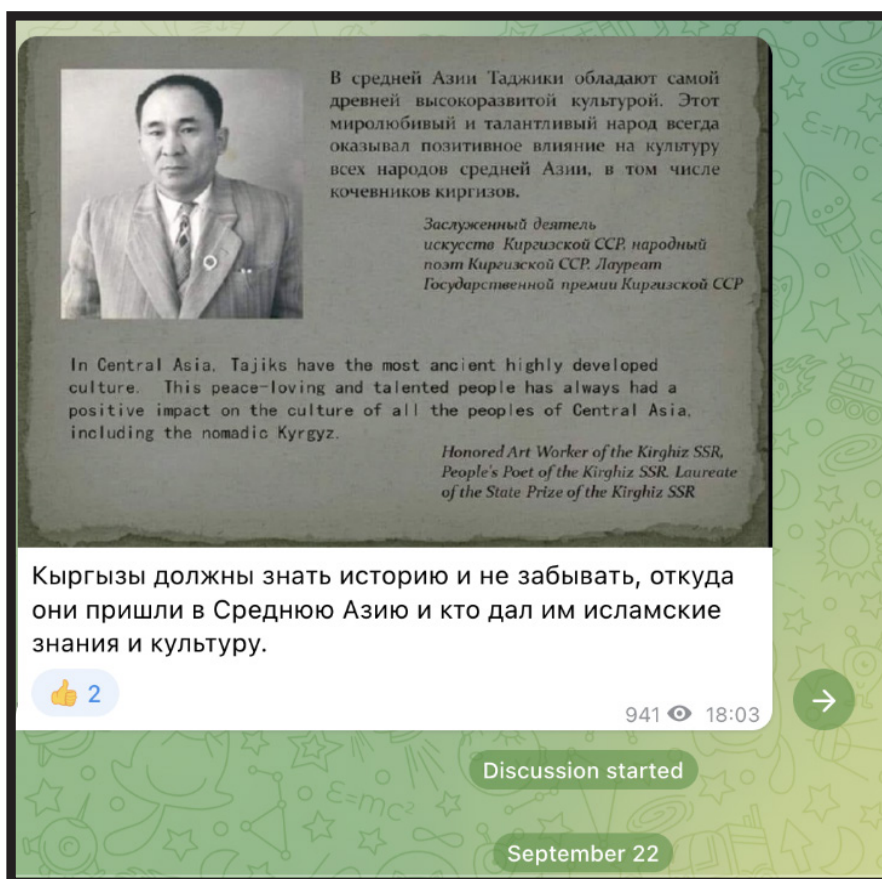 В средней Азии Таджики обладают самой
древней высокоразвитой культурой. Этот
миролюбивый и талантливый народ всегда
оказывал позитивное влияние на культуру
всех народов средней Азии, в том числе
кочевников киргизов.
Заслуженный деятель
искусств Киргизской ССР, народный
поэт Киргизской ССР. Лауреат
Государственной премии Киргизской ССР
In Central Asia, Tajiks have the most ancient highly developed
culture. This peace-loving and talented people has always had a
positive impact on the culture of all the peoples of Central Asia,
including the nomadic Kyrgyz.
Honored Art Worker of the Kirghiz SSR,
People's Poet of the Kirghiz SSR. Laureate
of the State Prize of the Kirghiz SSR
Кыргызы должны знать историю и не забывать, откуда
они пришли в Среднюю Азию и кто дал им исламские
знания и культуру.
👍 2
941 18:03
Discussion started
September 22